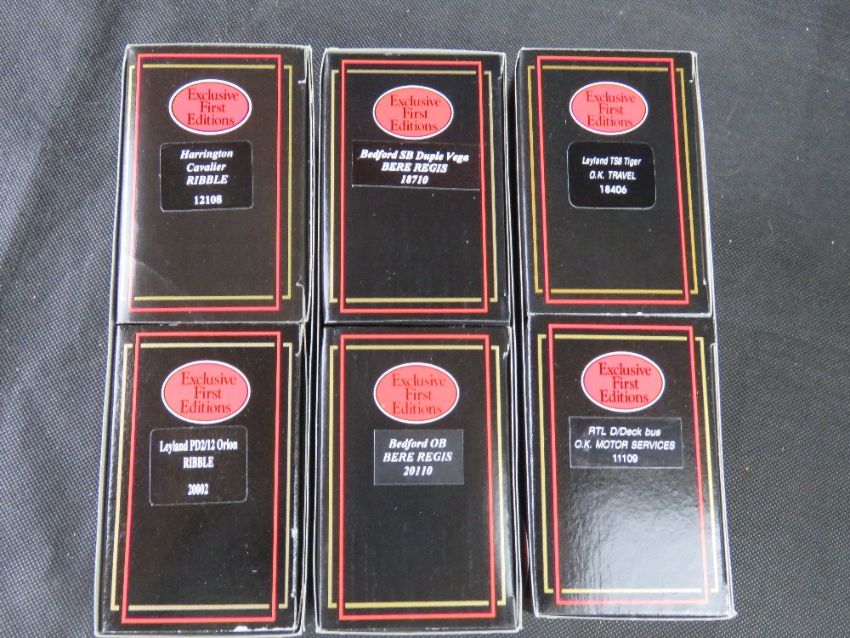 Exclusive
First
Editions
Harrington
Cavalier
RIBBLE
12108
Exclusive
First
Editions
Bedford SB Duple Vega
BERE REGIS
18710
Exclusive
First
Editions
Leyland TS8 Tiger
O.K. TRAVEL
18406
Exclusive
First
Editions
Leyland PD2/12 Orion
RIBBLE
20002
Exclusive
First
Editions
Bedford OB
BERE REGIS
20110
Exclusive
First
Editions
RTL D/Deck bus
O.K. MOTOR SERVICES
11109